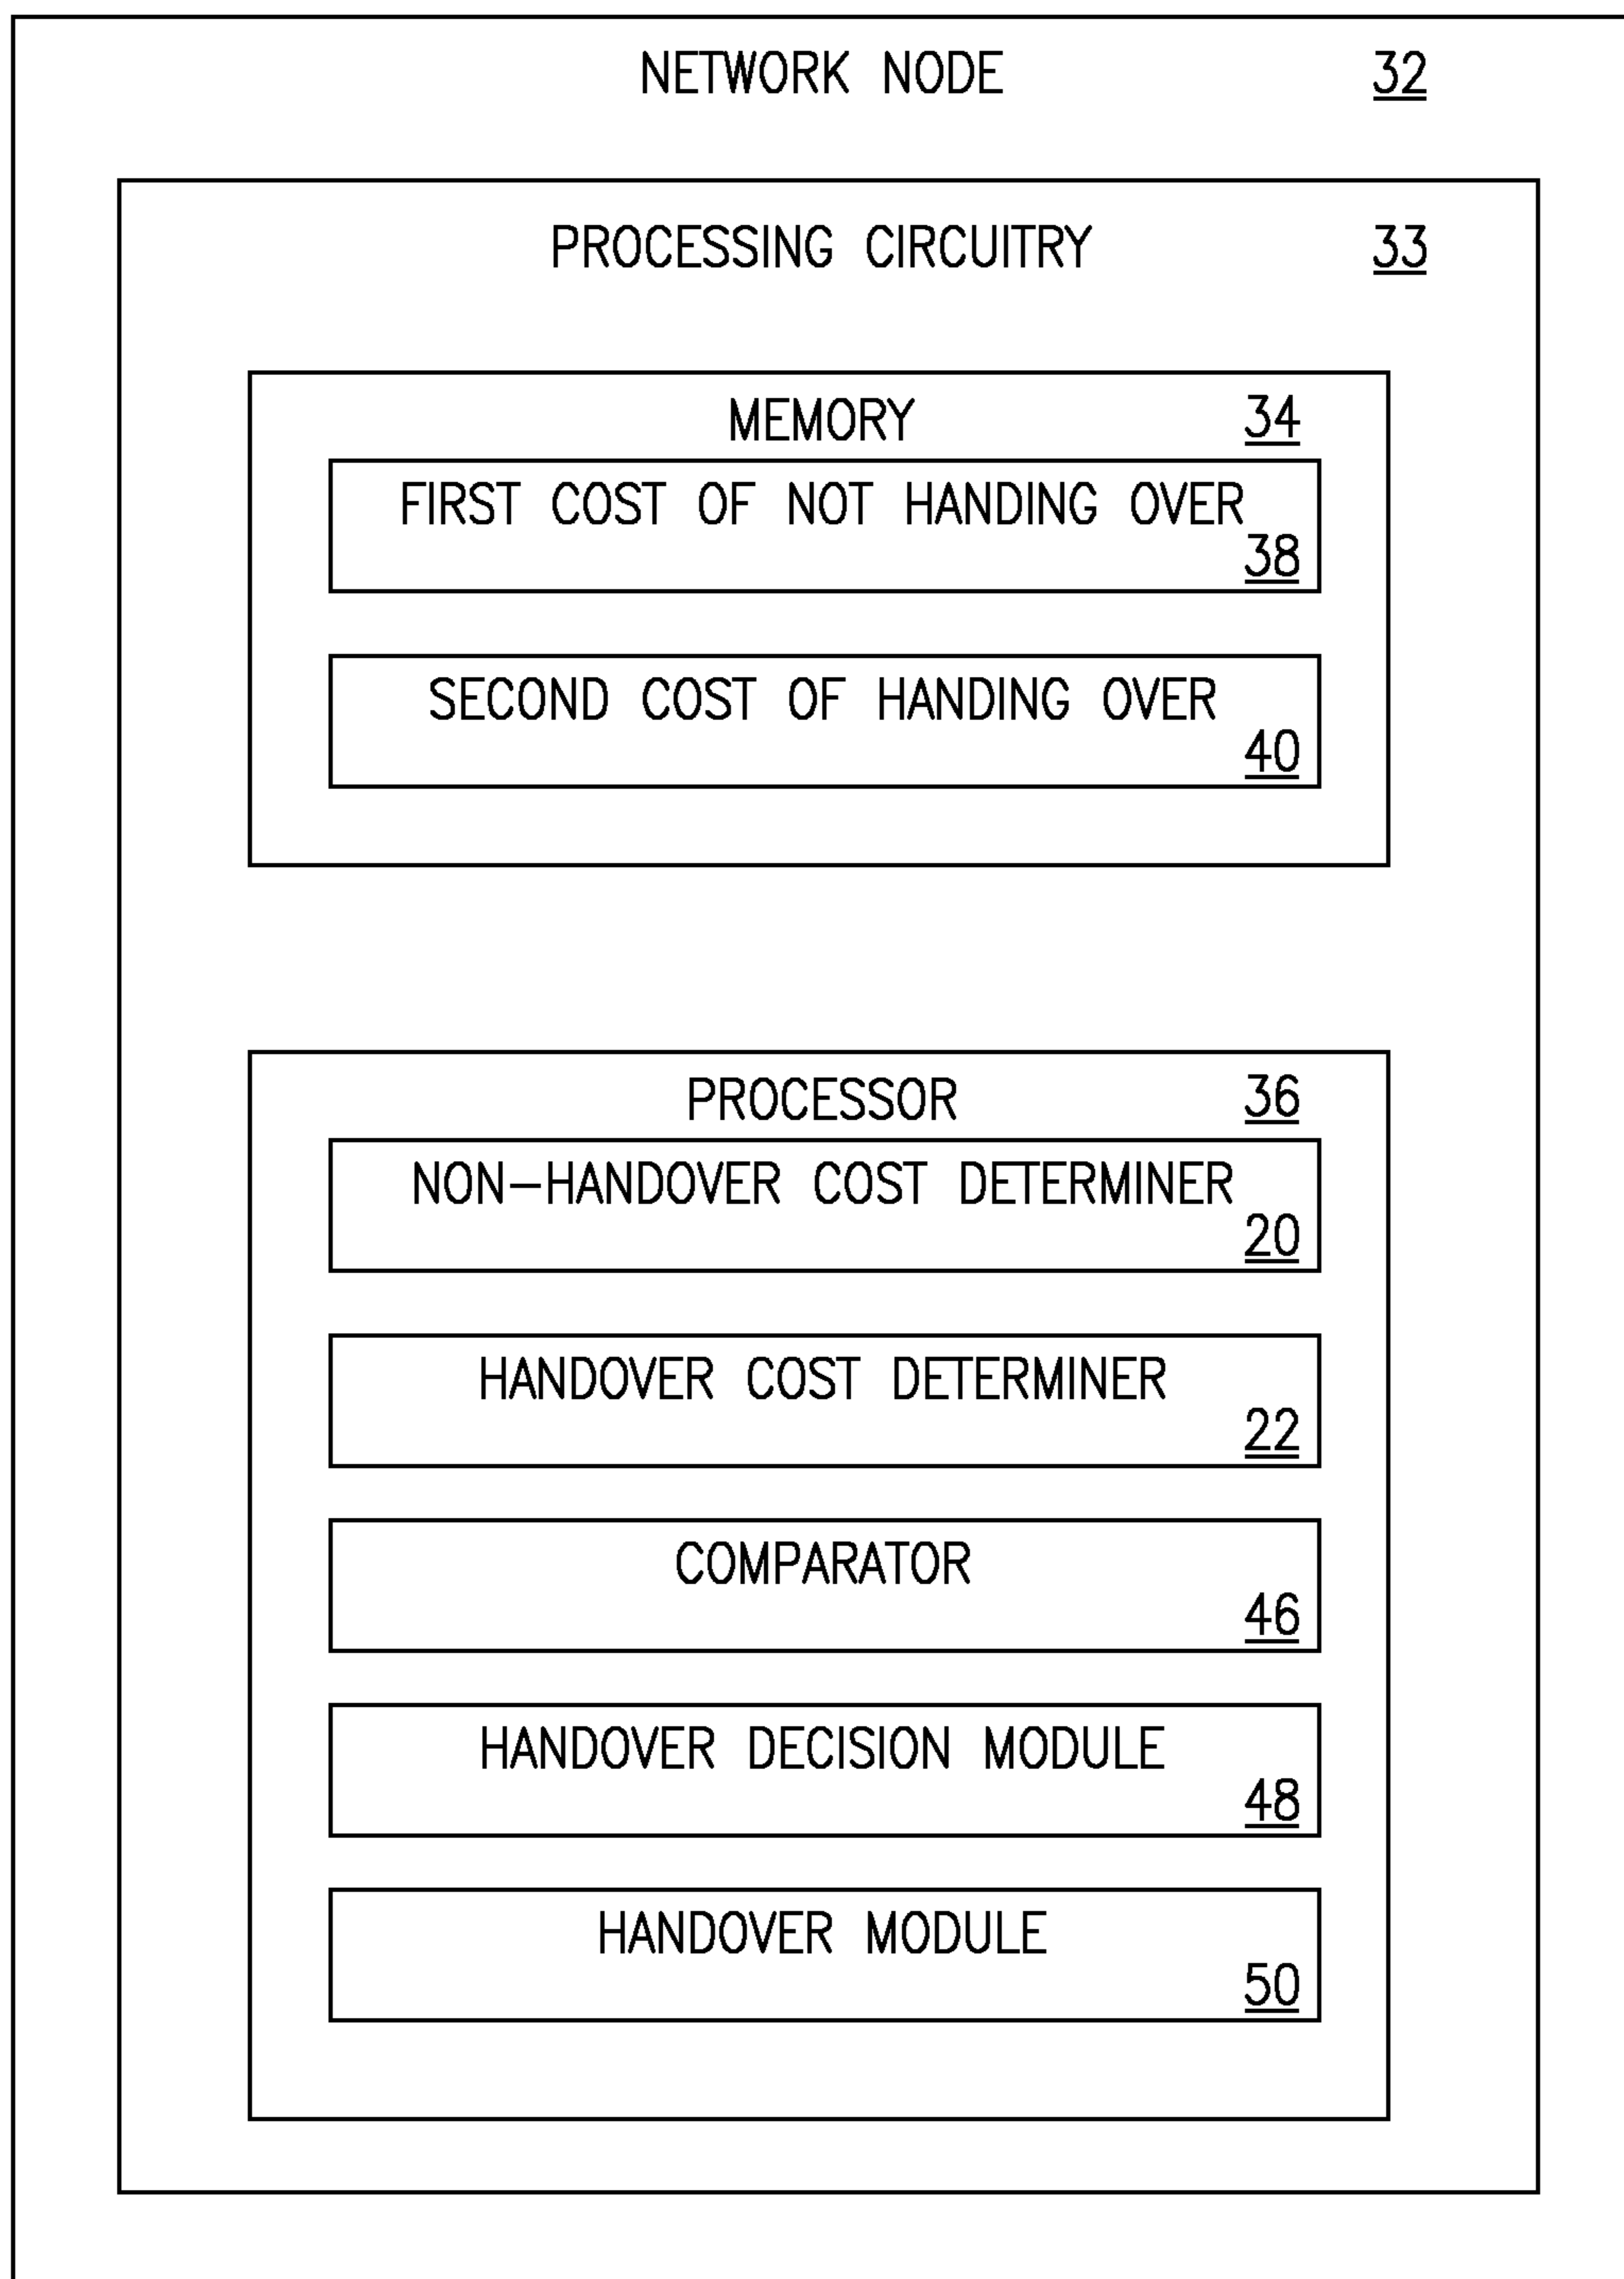 NETWORK NODE 32
PROCESSING CIRCUITRY 33
MEMORY 34
FIRST COST OF NOT HANDING OVER
38
SECOND COST OF HANDING OVER
40
PROCESSOR 36
NON-HANDOVER COST DETERMINER
20
HANDOVER COST DETERMINER
22
COMPARATOR
46
HANDOVER DECISION MODULE
48
HANDOVER MODULE
50